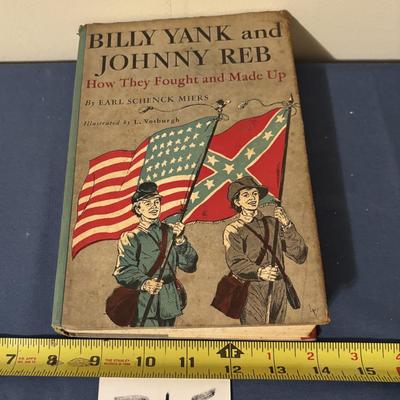 BILLY YANK and
JOHNNY REB
How They Fought and Made Up
By EARL SCHENCK MIERS
Illustrated by L. Vosburgh
7 8 9 10 11 1F 13 14 15